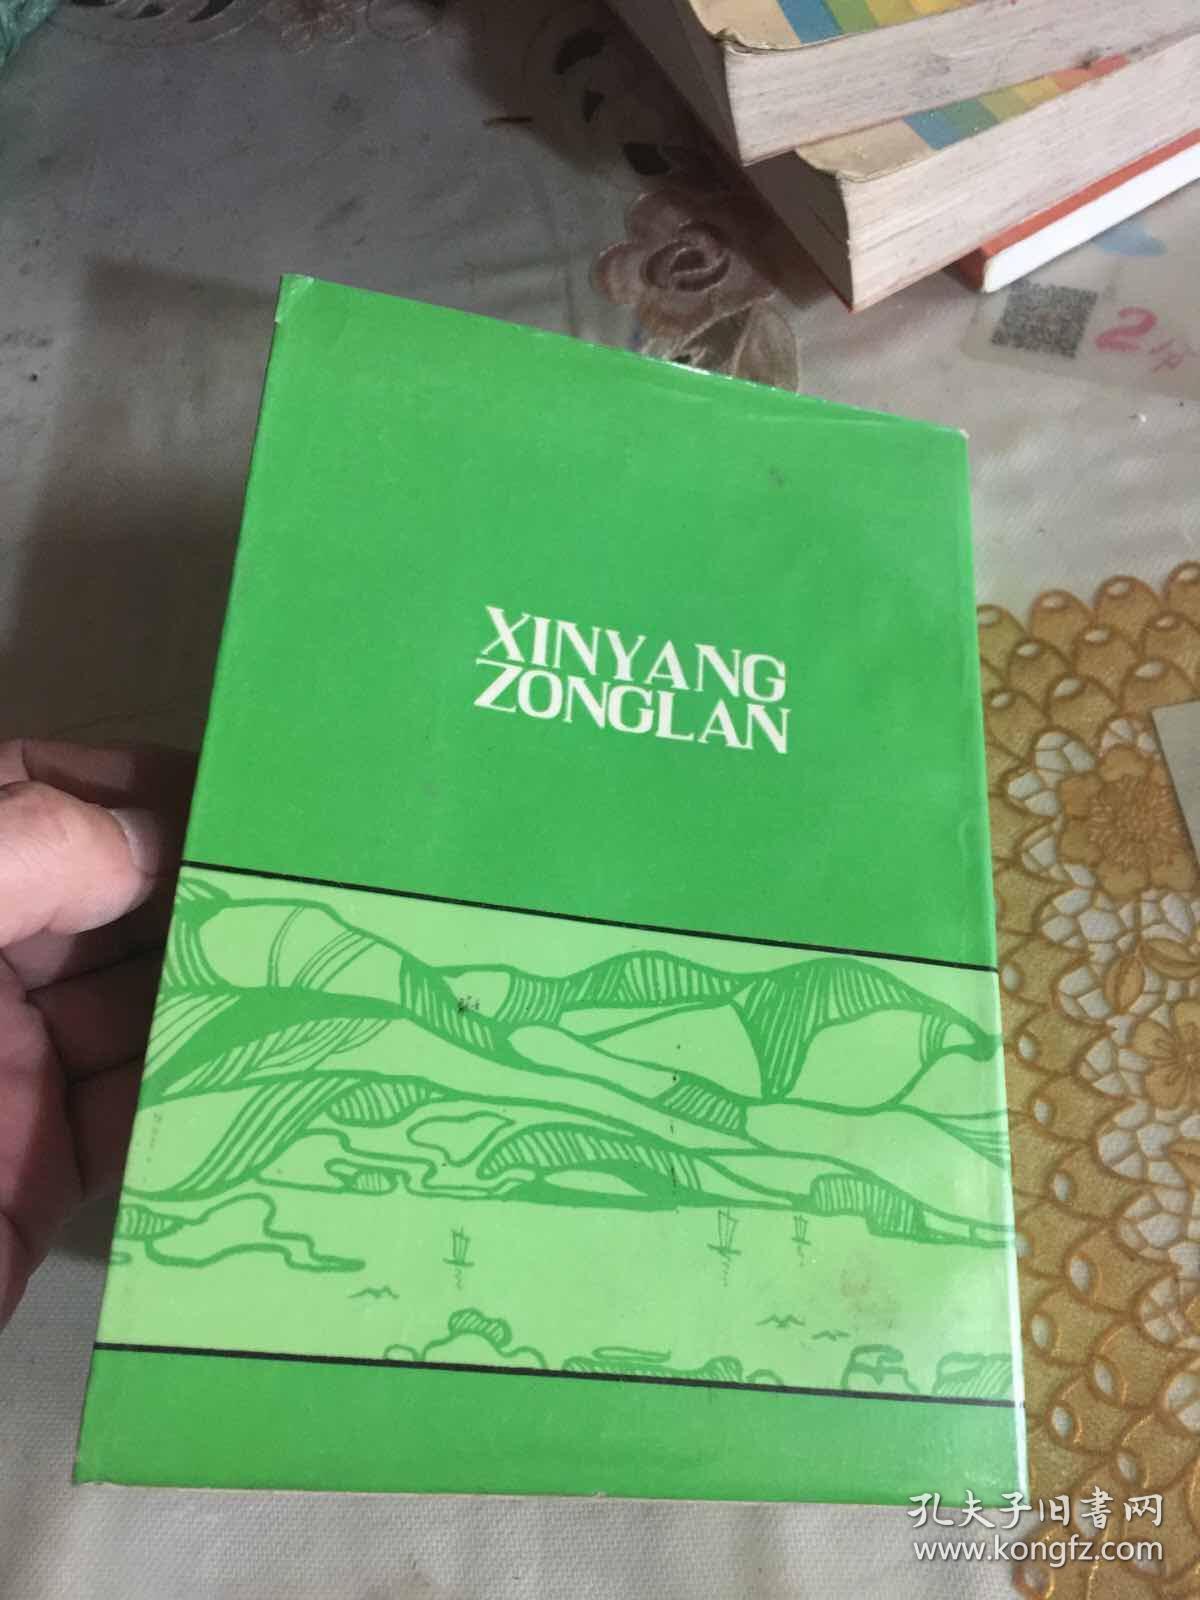 XINYANG
ZONGLAN
孔夫子旧书网
www.kongfz.com